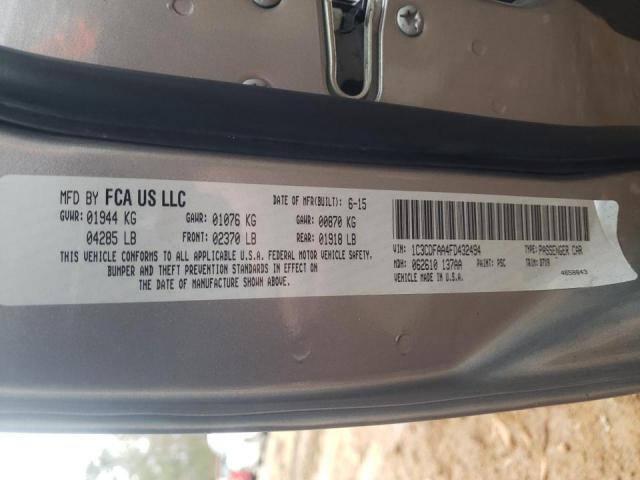 MFD BY FCA US LLC DATE OF MFR(BUILT): 6-15
GVWR: 01944 KG GAWR: 01076 KG GAWR: 00870 KG
04285 LB FRONT: 02370 LB REAR: 01918 LB
THIS VEHICLE CONFORMS TO ALL APPLICABLE U.S.A. FEDERAL MOTOR VEHICLE SAFETY,
BUMPER AND THEFT PREVENTION STANDARDS IN EFFECT ON
THE DATE OF MANUFACTURE SHOWN ABOVE.
VIN: 1C3CDFAA4FD432494 TYPE: PASSENGER CAR
MDH: 062610 137AA PAINT: PSC TRIM: DTV9
VEHICLE MADE IN U.S.A. 4658843